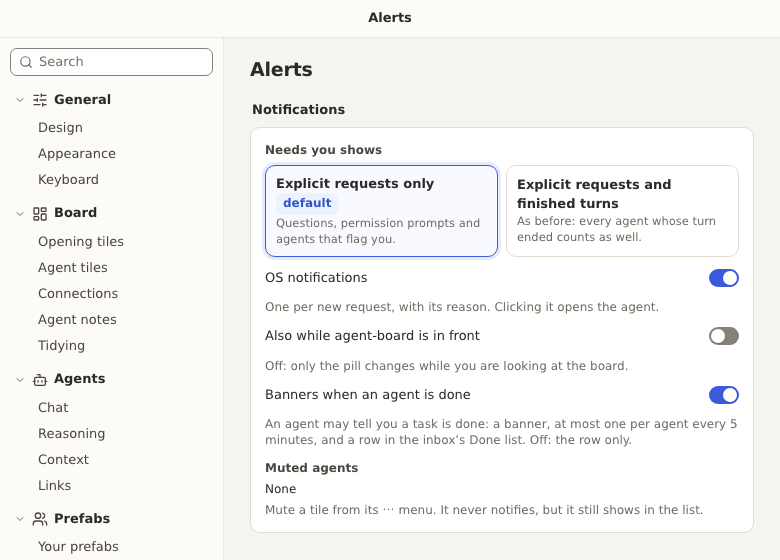 Alerts
Search
General
Design
Appearance
Keyboard
Board
Opening tiles
Agent tiles
Connections
Agent notes
Tidying
Agents
Chat
Reasoning
Context
Links
Prefabs
Your prefabs
Alerts
Notifications
Needs you shows
Explicit requests only
default
Questions, permission prompts and
agents that flag you.
Explicit requests and
finished turns
As before: every agent whose turn
ended counts as well.
OS notifications
One per new request, with its reason. Clicking it opens the agent.
Also while agent-board is in front
Off: only the pill changes while you are looking at the board.
Banners when an agent is done
An agent may tell you a task is done: a banner, at most one per agent every 5
minutes, and a row in the inbox’s Done list. Off: the row only.
Muted agents
None
Mute a tile from its ··· menu. It never notifies, but it still shows in the list.